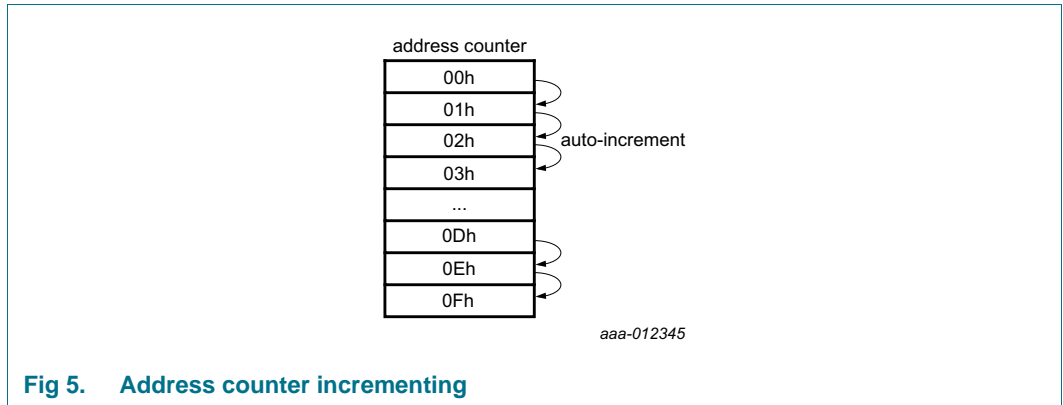 address counter
00h
01h
02h
auto-increment
03h
...
0Dh
0Eh
0Fh
aaa-012345
Fig 5. Address counter incrementing